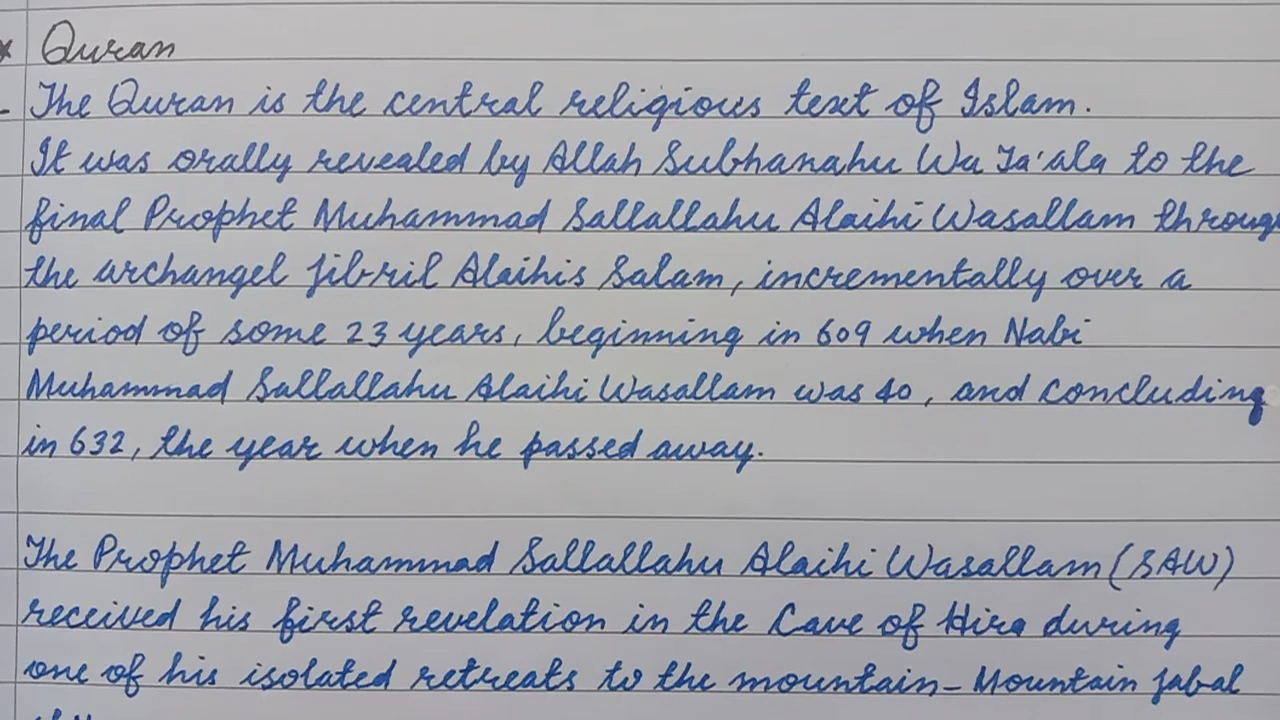 × Quran
- The Quran is the central religious text of Islam.
It was orally revealed by Allah Subhanahu Wa Ta'ala to the
final Prophet Muhammad Sallallahu Alaihi Wasallam throug
the archangel Jibril Alaihis Salam, incrementally over a
period of some 23 years, beginning in 609 when Nabi
Muhammad Sallallahu Alaihi Wasallam was 40, and concluding
in 632, the year when he passed away.
The Prophet Muhammad Sallallahu Alaihi Wasallam (SAW)
received his first revelation in the Cave of Hira during
one of his isolated retreats to the mountain - Mountain Jabal